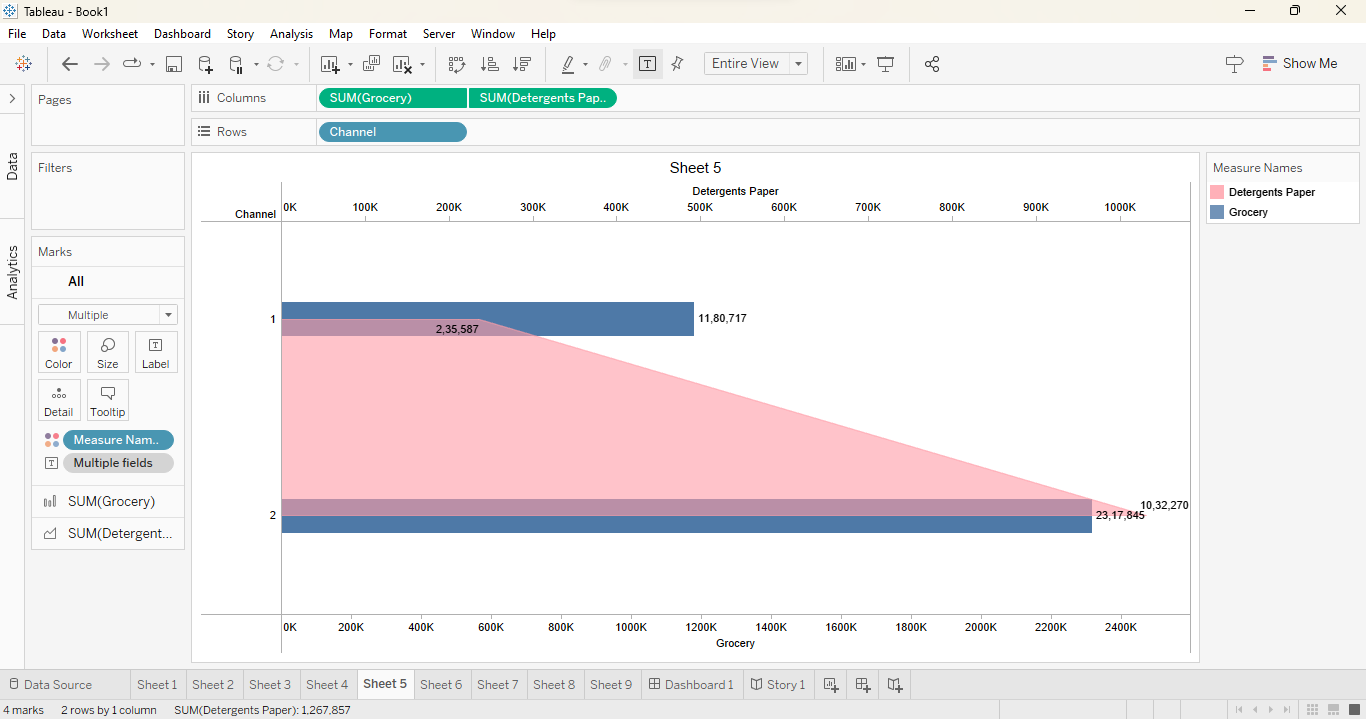 Tableau - Book1
File Data Worksheet Dashboard Story Analysis Map Format Server Window Help
Entire View
Show Me
Pages
Columns
SUM(Grocery)
SUM(Detergents Pap..
Rows
Channel
Data
Analytics
Filters
Marks
All
Multiple
Color
Size
Label
Detail
Tooltip
Measure Nam..
Multiple fields
SUM(Grocery)
SUM(Detergent...
Sheet 5
Detergents Paper
Channel
0K 100K 200K 300K 400K 500K 600K 700K 800K 900K 1000K
1
11,80,717
2,35,587
2
10,32,270
23,17,845
0K 200K 400K 600K 800K 1000K 1200K 1400K 1600K 1800K 2000K 2200K 2400K
Grocery
Measure Names
Detergents Paper
Grocery
Data Source Sheet 1 Sheet 2 Sheet 3 Sheet 4 Sheet 5 Sheet 6 Sheet 7 Sheet 8 Sheet 9 Dashboard 1 Story 1
4 marks 2 rows by 1 column SUM(Detergents Paper): 1,267,857